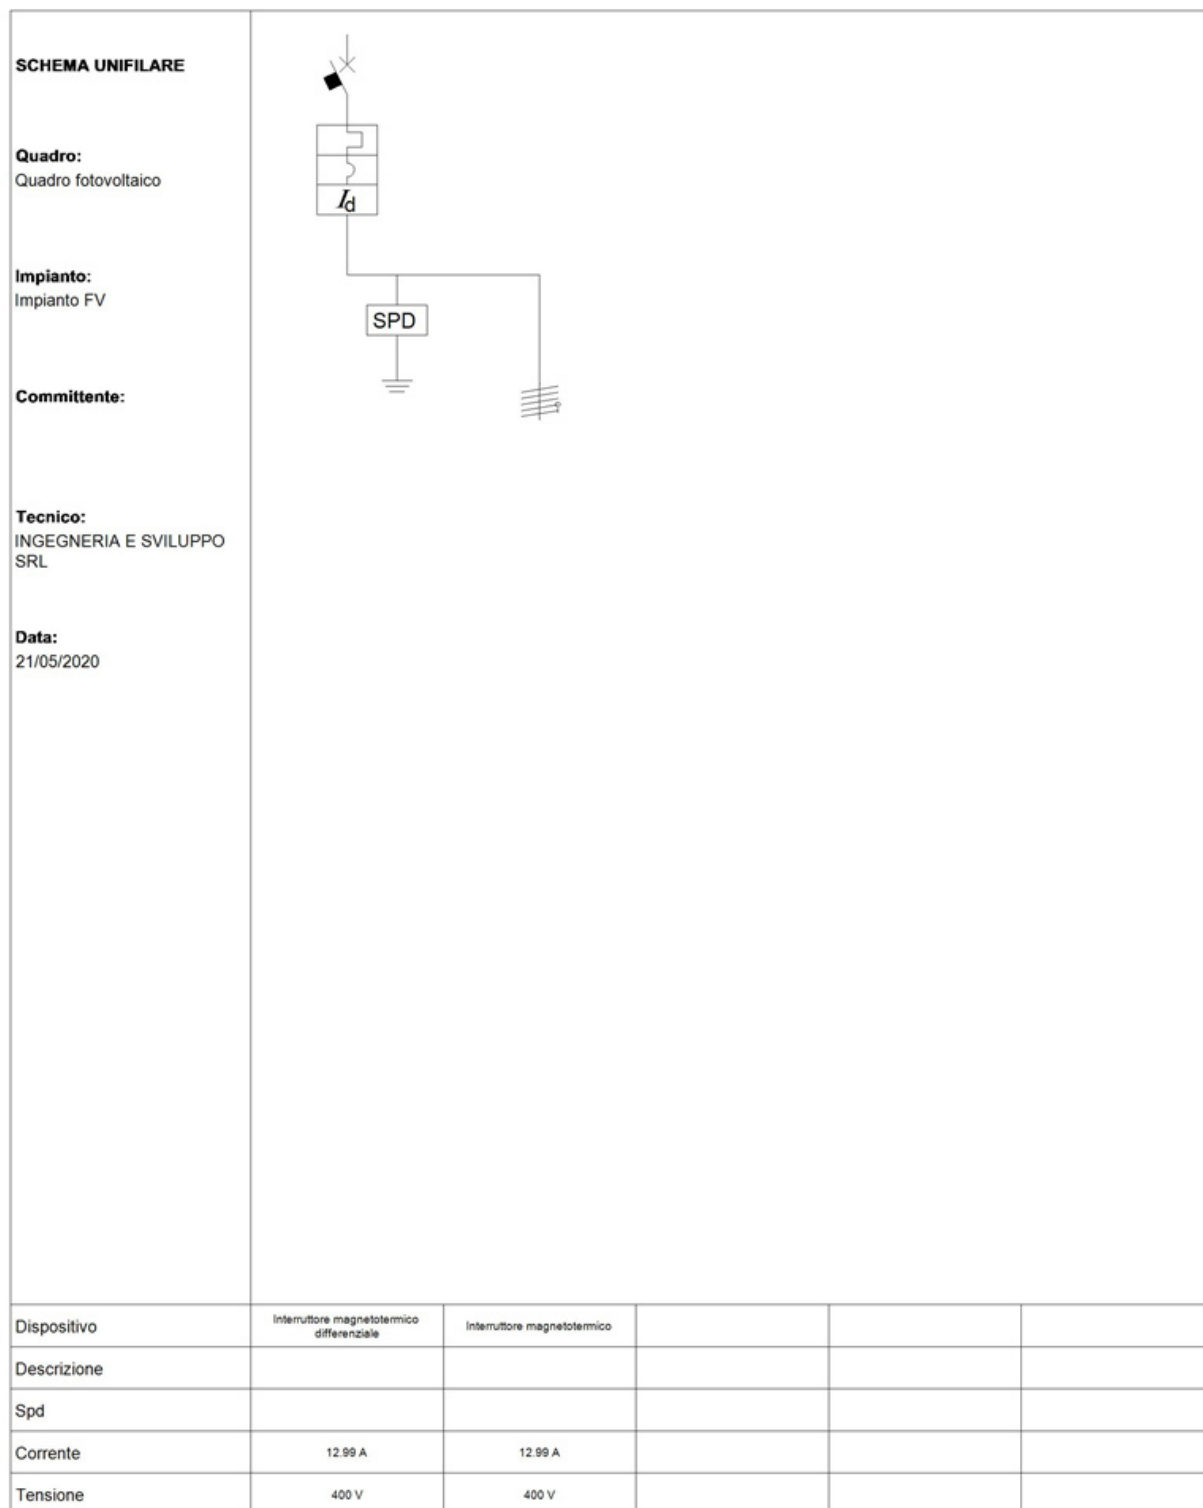 SCHEMA UNIFILARE
Quadro:
Quadro fotovoltaico
Impianto:
Impianto FV
Committente:
Tecnico:
INGEGNERIA E SVILUPPO
SRL
Data:
21/05/2020
Id
SPD
Dispositivo
Interruttore magnetotermico
differenziale
Interruttore magnetotermico
Descrizione
Spd
Corrente
12.99 A
12.99 A
Tensione
400 V
400 V